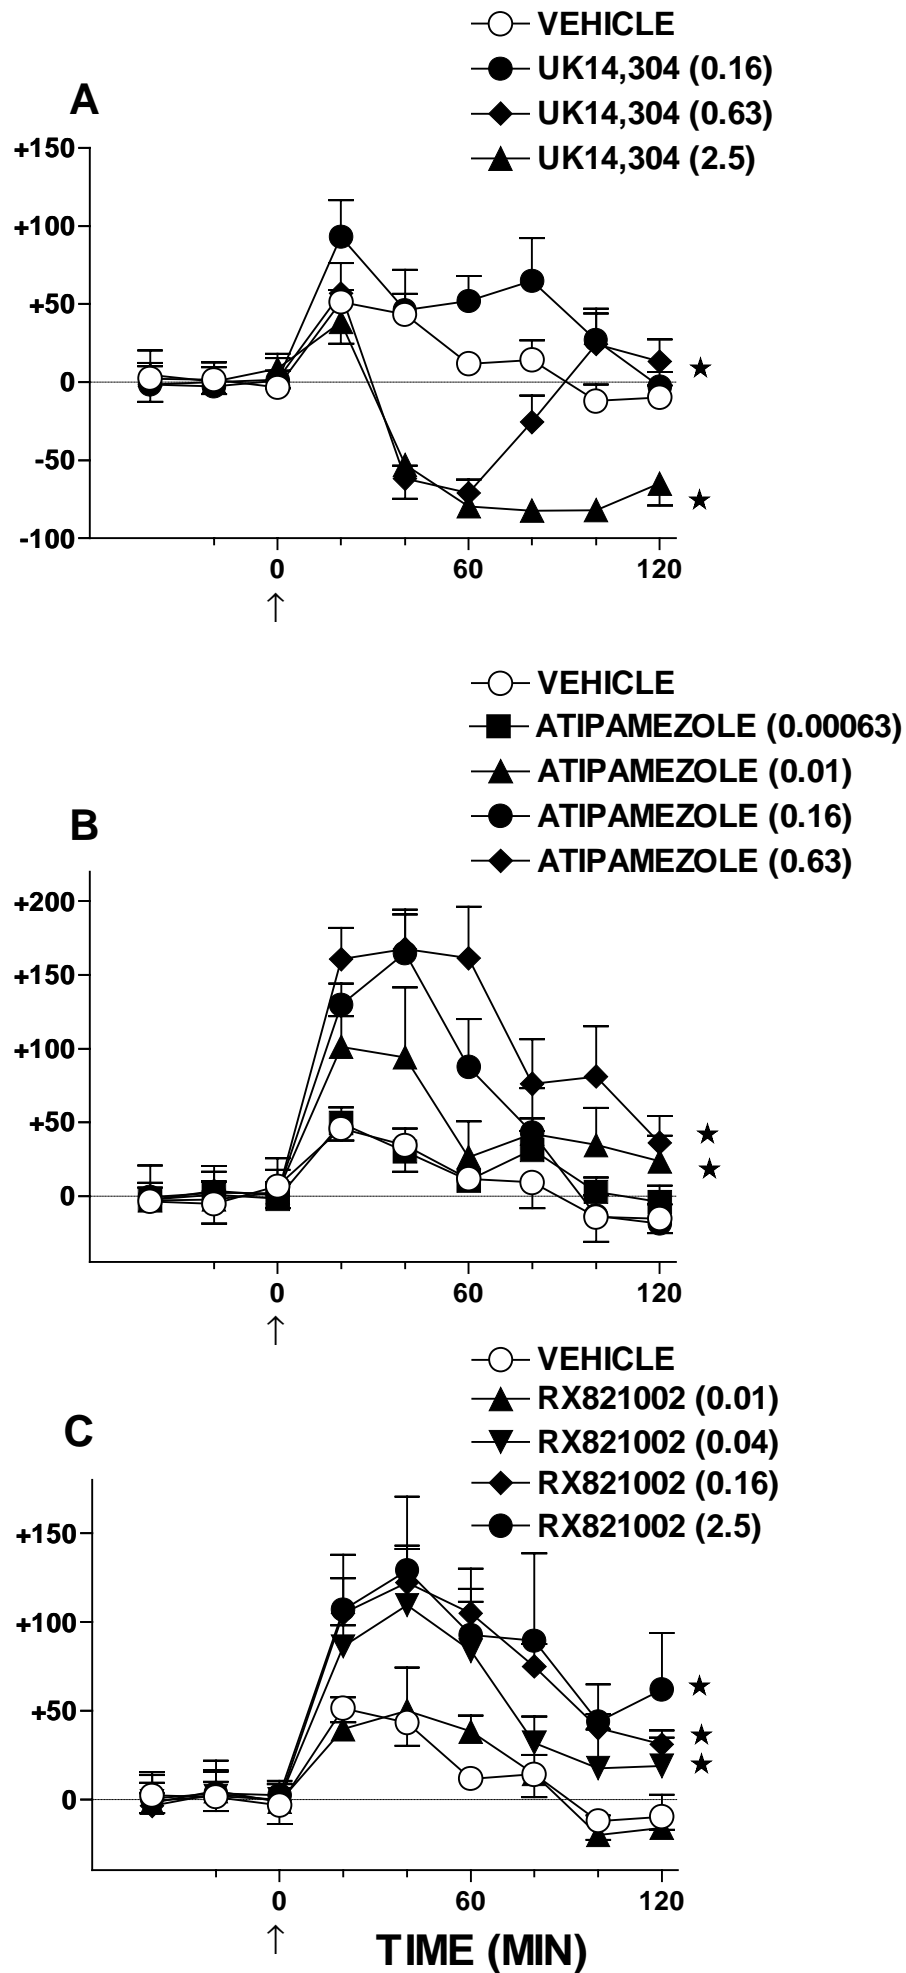 VEHICLE
UK14,304 (0.16)
A
UK14,304 (0.63)
UK14,304 (2.5)
+150
+100
+50
0
-50
-100
0 60 120
↑
VEHICLE
ATIPAMEZOLE (0.00063)
ATIPAMEZOLE (0.01)
B
ATIPAMEZOLE (0.16)
ATIPAMEZOLE (0.63)
+200
+150
+100
+50
0
0 60 120
↑
VEHICLE
RX821002 (0.01)
C
RX821002 (0.04)
RX821002 (0.16)
RX821002 (2.5)
+150
+100
+50
0
0 60 120
↑
TIME (MIN)